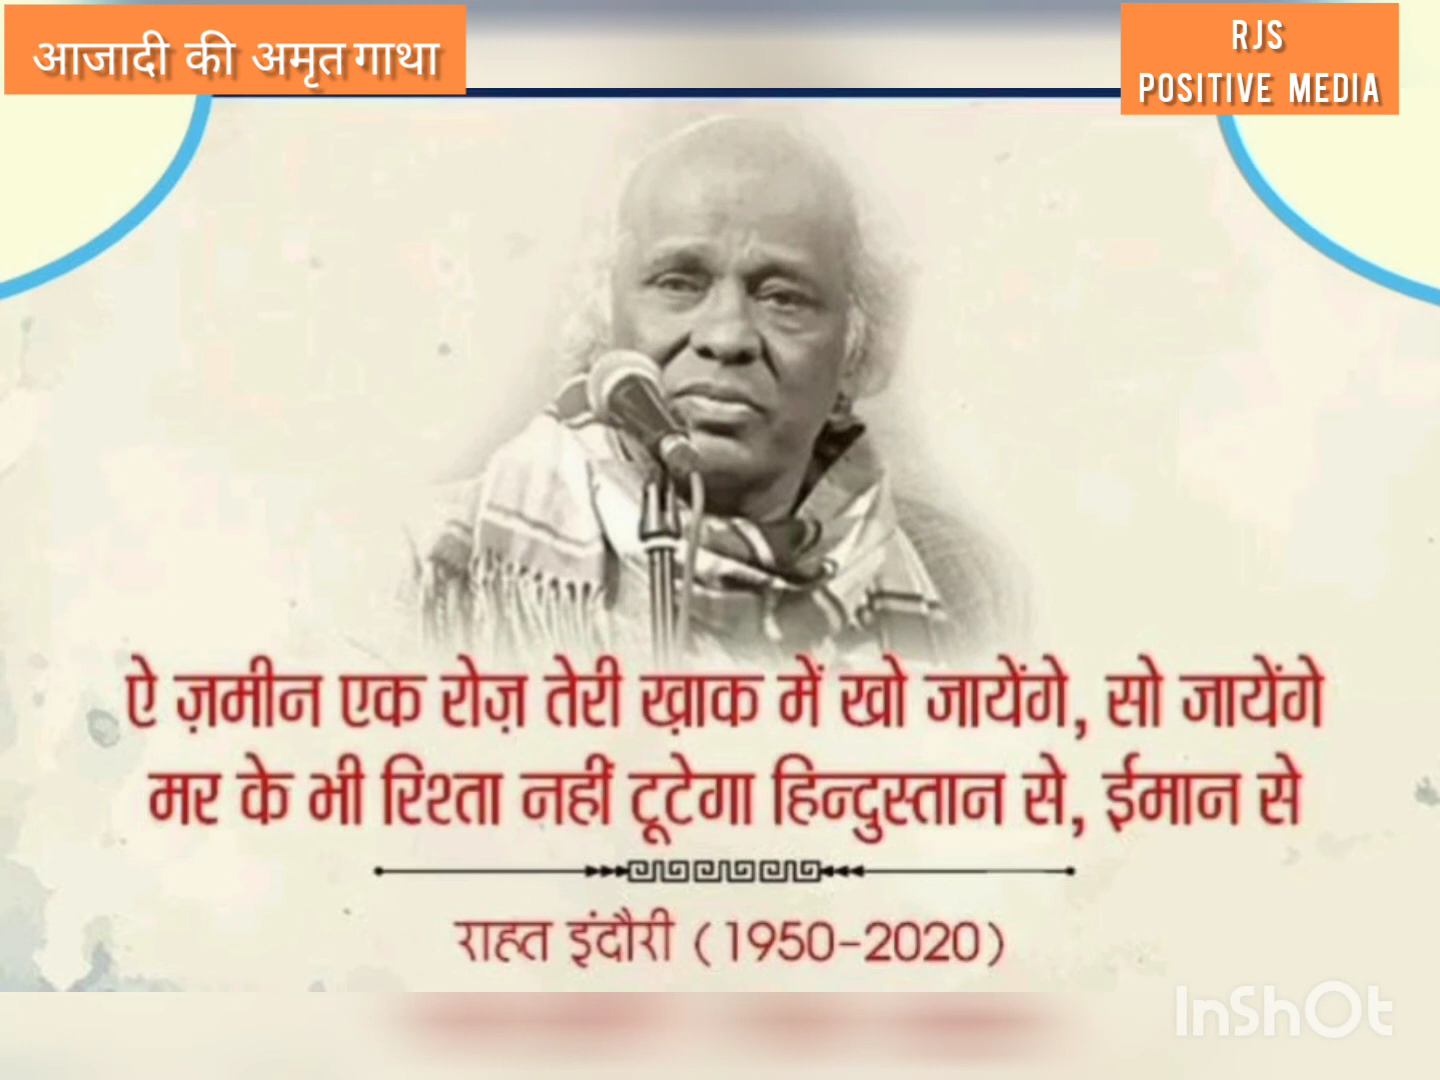 आजादी की अमृत गाथा
RJS
POSITIVE MEDIA
ऐ ज़मीन एक रोज़ तेरी ख़ाक में खो जायेंगे, सो जायेंगे
मर के भी रिश्ता नहीं टूटेगा हिन्दुस्तान से, ईमान से
राहत इंदौरी (1950-2020)
InShOt